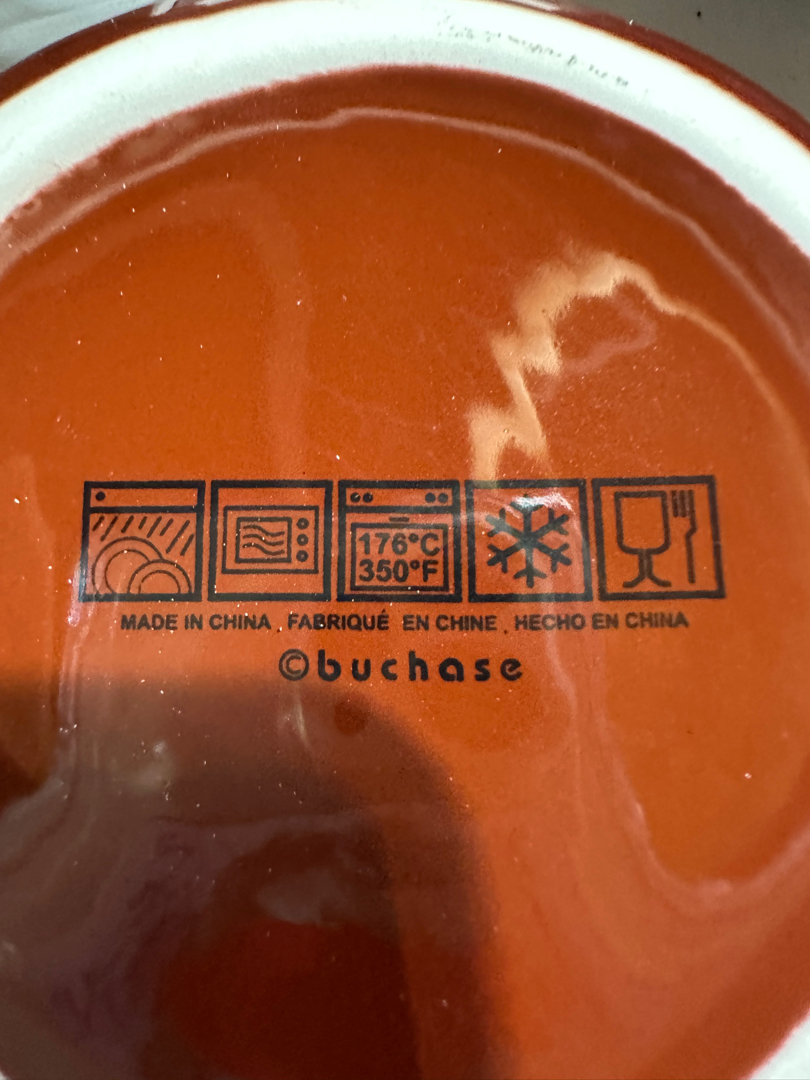 176°C
350°F
MADE IN CHINA . FABRIQUÉ EN CHINE . HECHO EN CHINA
©buchase